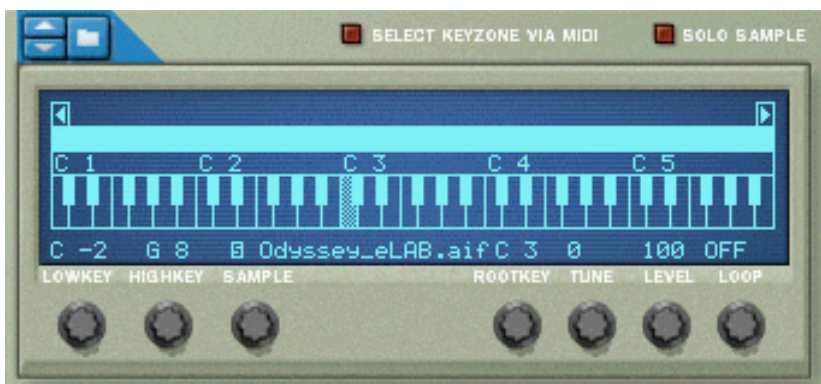 SELECT KEYZONE VIA MIDI SOLO SAMPLE
C 1 C 2 C 3 C 4 C 5
C -2 G 8 S Odyssey_eLAB.aif C 3 0 100 OFF
LOWKEY HIGHKEY SAMPLE ROOTKEY TUNE LEVEL LOOP